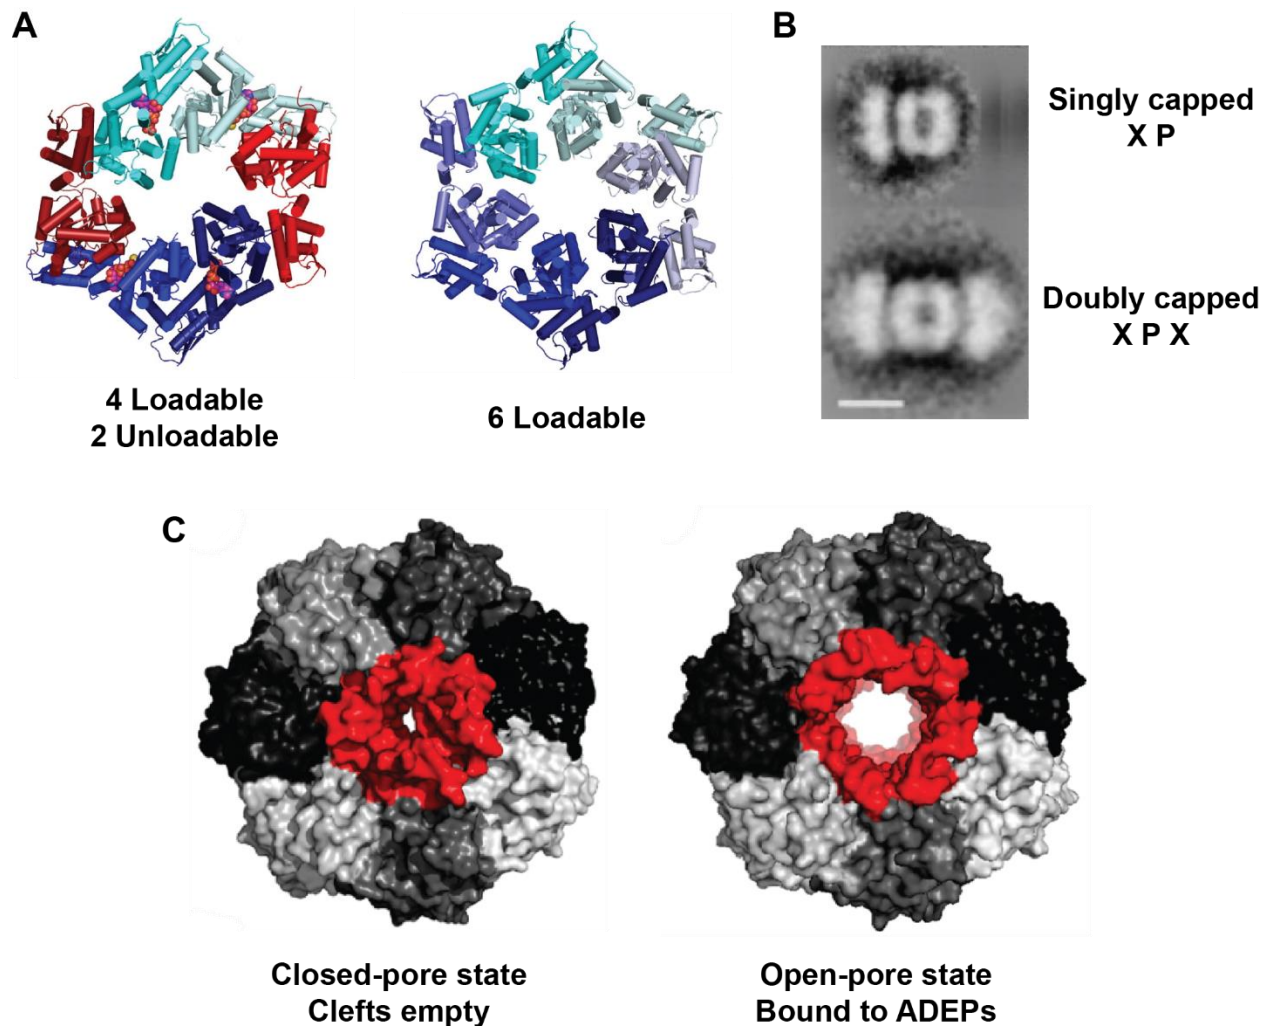 A
B
Singly capped
X P
Doubly capped
X P X
4 Loadable
2 Unloadable
6 Loadable
C
Closed-pore state
Clefts empty
Open-pore state
Bound to ADEPs